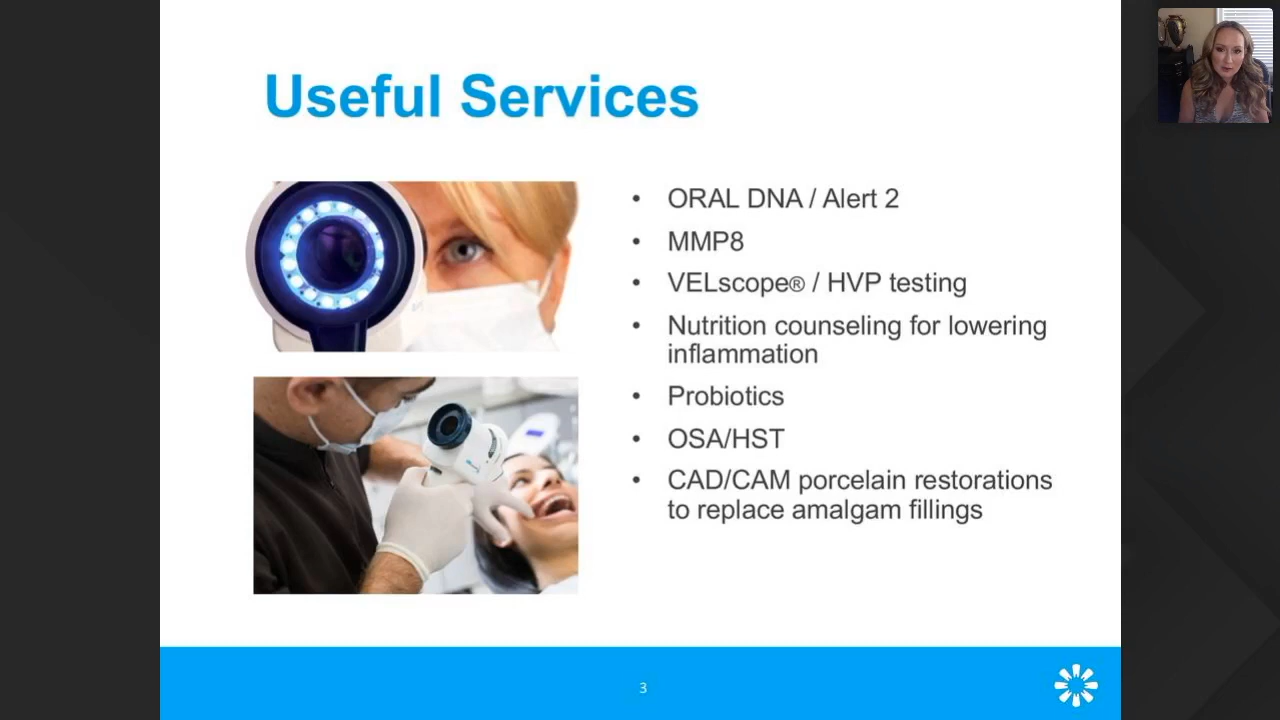 Useful Services
• ORAL DNA / Alert 2
• MMP8
• VELscope® / HVP testing
• Nutrition counseling for lowering
inflammation
• Probiotics
• OSA/HST
• CAD/CAM porcelain restorations
to replace amalgam fillings
3